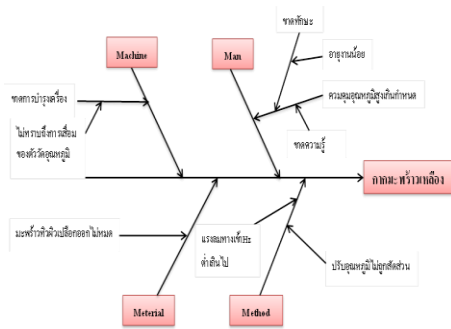 ขาดทักษะ
Machine
Man
อายุงานน้อย
ขาดการบำรุงเครื่อง
ควบคุมอุณหภูมิสูงเกินกำหนด
ไม่ทราบถึงการเสื่อม
ของตัววัดอุณหภูมิ
ขาดความรู้
กากมะพร้าวเหลือง
มะพร้าวหัวผิวเปลือกออกไม่หมด
แรงลมทางเข้าHz
ต่ำเกินไป
ปรับอุณหภูมิไม่ถูกสัดส่วน
Meterial
Method